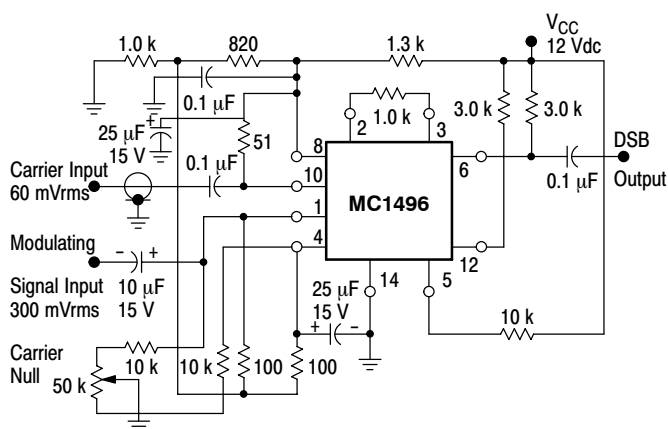 VCC
12 Vdc
1.0 k
820
1.3 k
0.1 µF
25 µF
15 V
+
51
1.0 k
2
3
3.0 k
3.0 k
DSB
Output
0.1 µF
Carrier Input
60 mVrms
0.1 µF
8
10
1
4
6
12
14
5
MC1496
Modulating
Signal Input
300 mVrms
- +
10 µF
15 V
25 µF
15 V
+ -
10 k
Carrier
Null
50 k
10 k
10 k
100
100